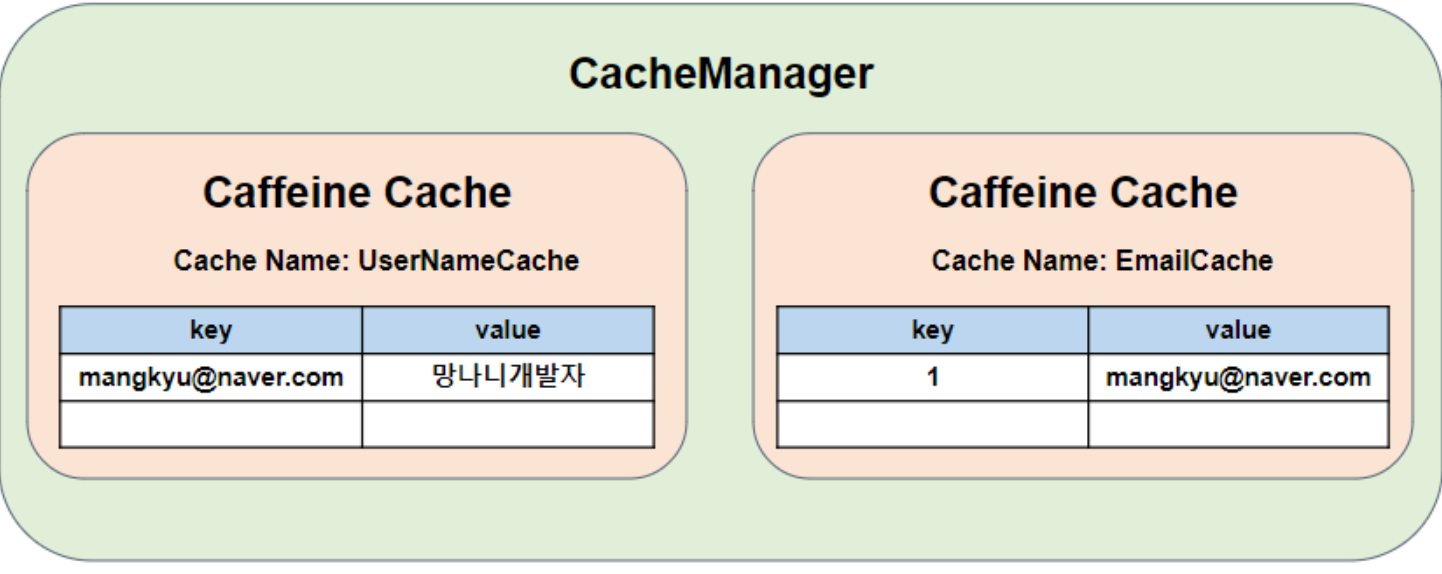 CacheManager
Caffeine Cache
Cache Name: UserNameCache
key value
mangkyu@naver.com 망나니개발자
Caffeine Cache
Cache Name: EmailCache
key value
1 mangkyu@naver.com